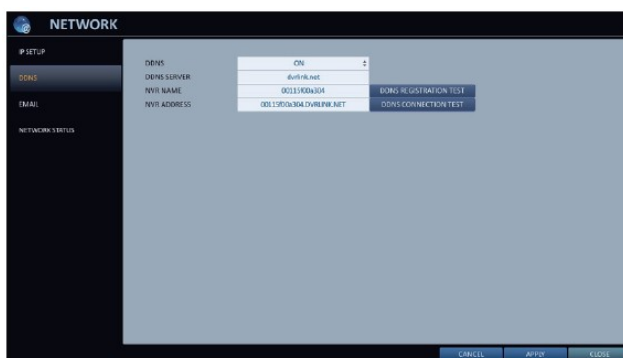 NETWORK
IP SETUP
DDNS
EMAIL
NETWORK STATUS
DDNS ON
DDNS SERVER dvrlink.net
NVR NAME 00115f00a304 DDNS REGISTRATION TEST
NVR ADDRESS 00115f00a304.DVRLINK.NET DDNS CONNECTION TEST
CANCEL APPLY CLOSE